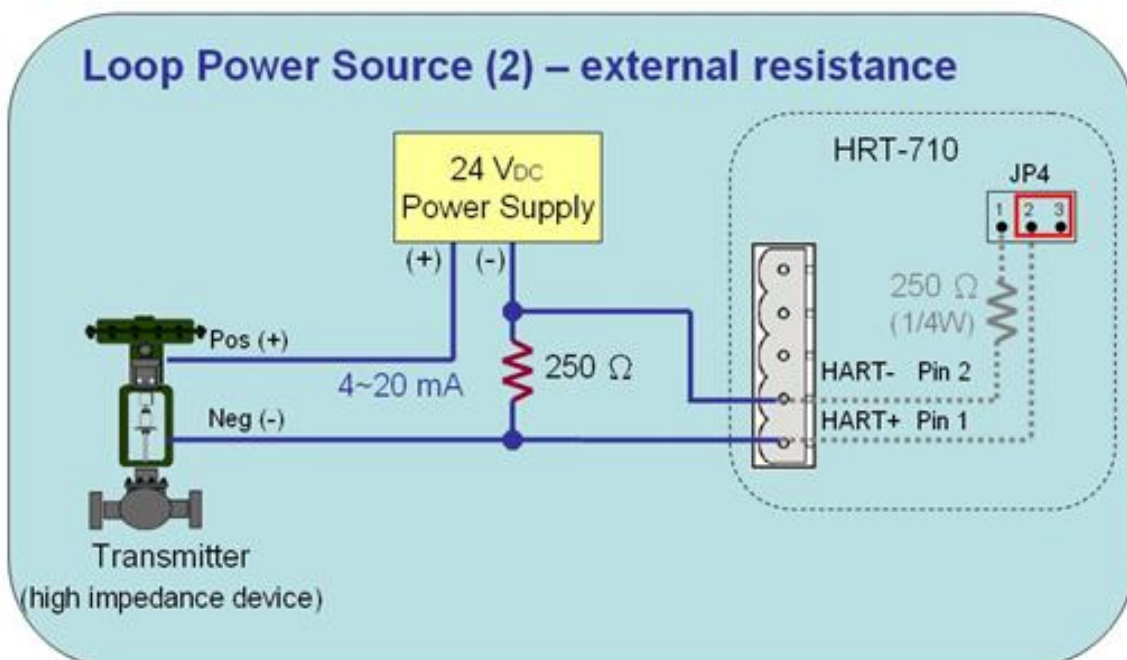 Loop Power Source (2) – external resistance
24 VDC
Power Supply
(+) (-)
HRT-710
JP4
1 2 3
250 Ω
(1/4W)
Pos (+)
4~20 mA
250 Ω
HART- Pin 2
Neg (-)
HART+ Pin 1
Transmitter
(high impedance device)